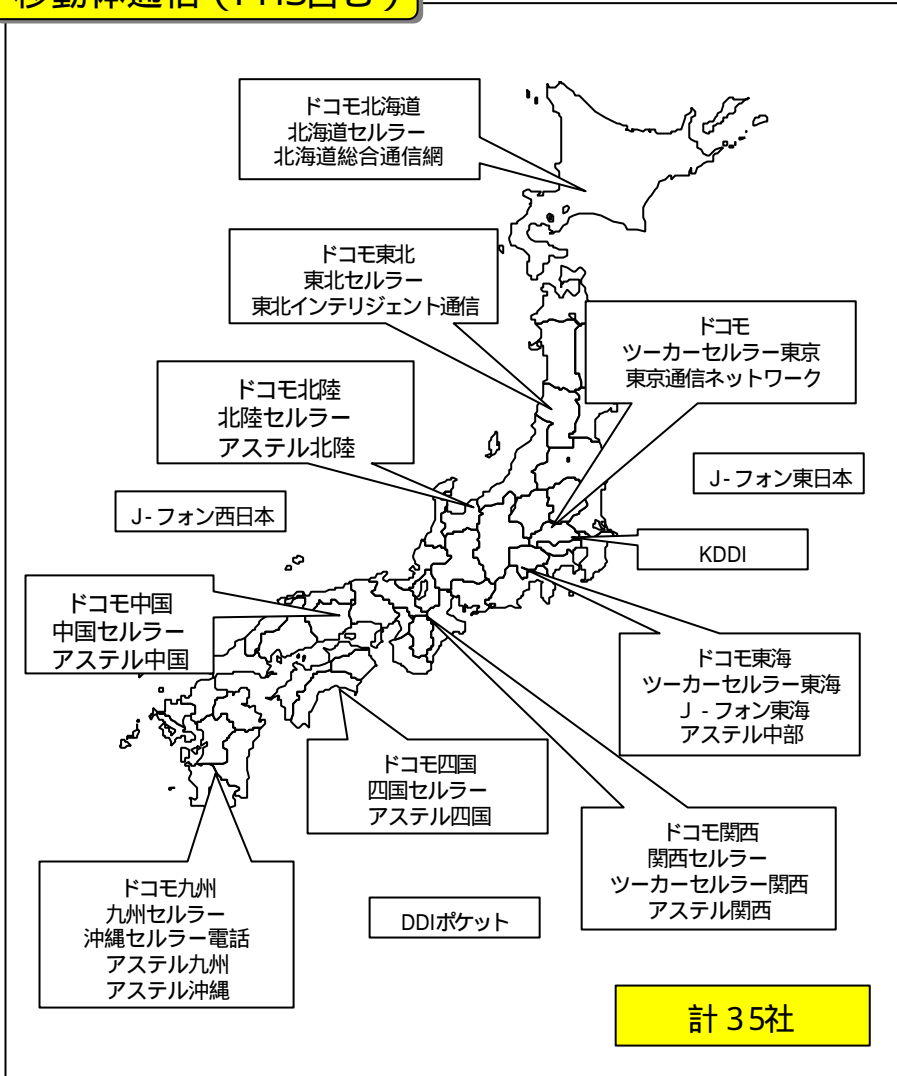 移動体通信(PHS含む)
ドコモ北海道
北海道セルラー
北海道総合通信網
ドコモ東北
東北セルラー
東北インテリジェント通信
ドコモ
ツーカーセルラー東京
東京通信ネットワーク
ドコモ北陸
北陸セルラー
アステル北陸
J-フォン東日本
J-フォン西日本
KDDI
ドコモ中国
中国セルラー
アステル中国
ドコモ東海
ツーカーセルラー東海
J-フォン東海
アステル中部
ドコモ四国
四国セルラー
アステル四国
ドコモ関西
関西セルラー
ツーカーセルラー関西
アステル関西
ドコモ九州
九州セルラー
沖縄セルラー電話
アステル九州
アステル沖縄
DDIポケット
計35社